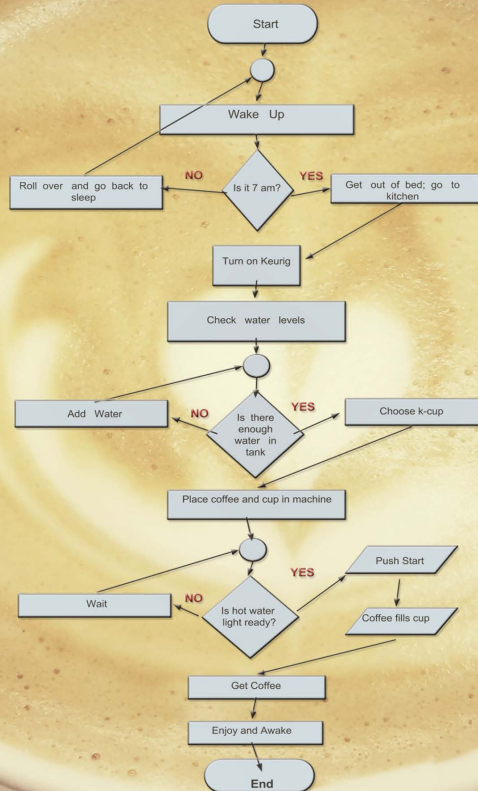 Start
Wake Up
NO
YES
Is it 7 am?
Roll over and go back to
sleep
Get out of bed; go to
kitchen
Turn on Keurig
Check water levels
NO
YES
Is there
enough
water in
tank
Add Water
Choose k-cup
Place coffee and cup in machine
YES
Push Start
NO
Wait
Is hot water
light ready?
Coffee fills cup
Get Coffee
Enjoy and Awake
End